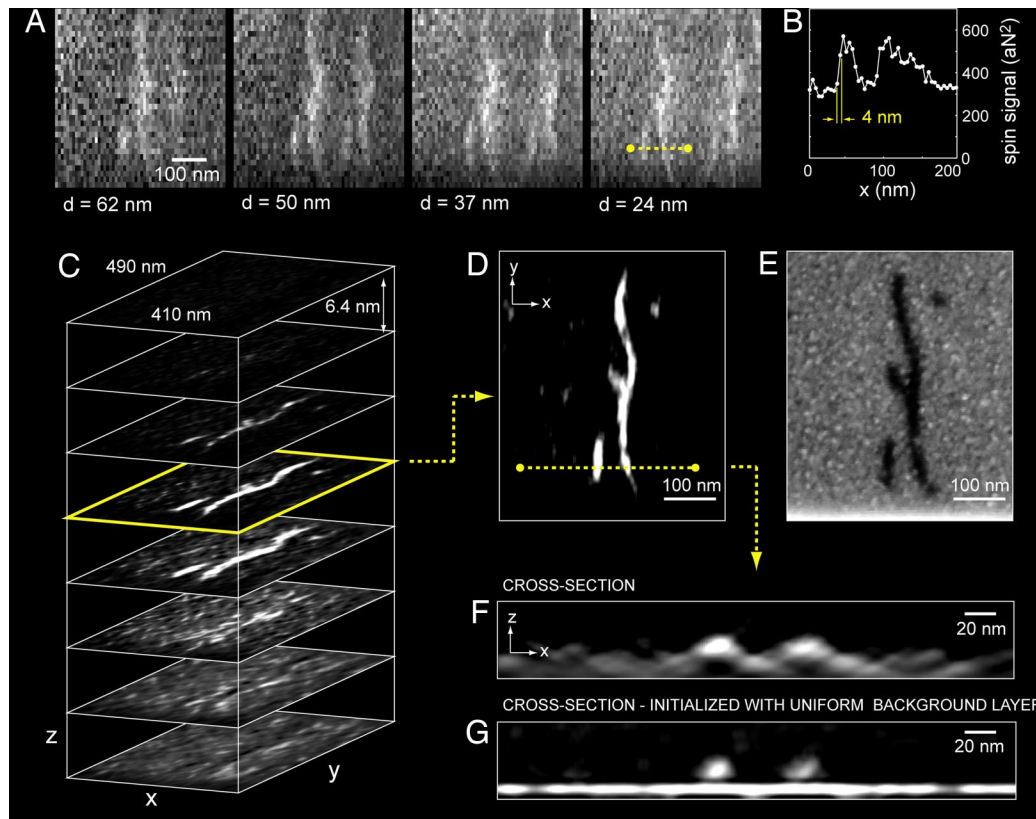 A
100 nm
d = 62 nm
d = 50 nm
d = 37 nm
d = 24 nm
B
600
400
200
0
spin signal (aN²)
4 nm
0
100
200
x (nm)
C
490 nm
410 nm
6.4 nm
z
x
y
D
y
x
100 nm
E
100 nm
CROSS-SECTION
F
z
x
20 nm
CROSS-SECTION - INITIALIZED WITH UNIFORM BACKGROUND LAYER
G
20 nm